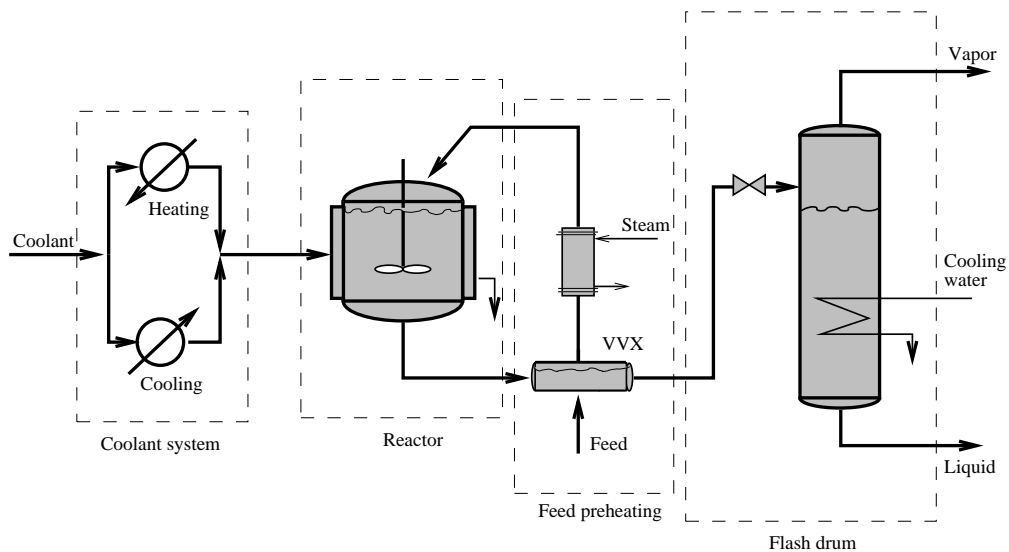 Vapor
Heating
Steam
Coolant
Cooling
water
VVX
Cooling
Coolant system
Reactor
Feed
Liquid
Feed preheating
Flash drum